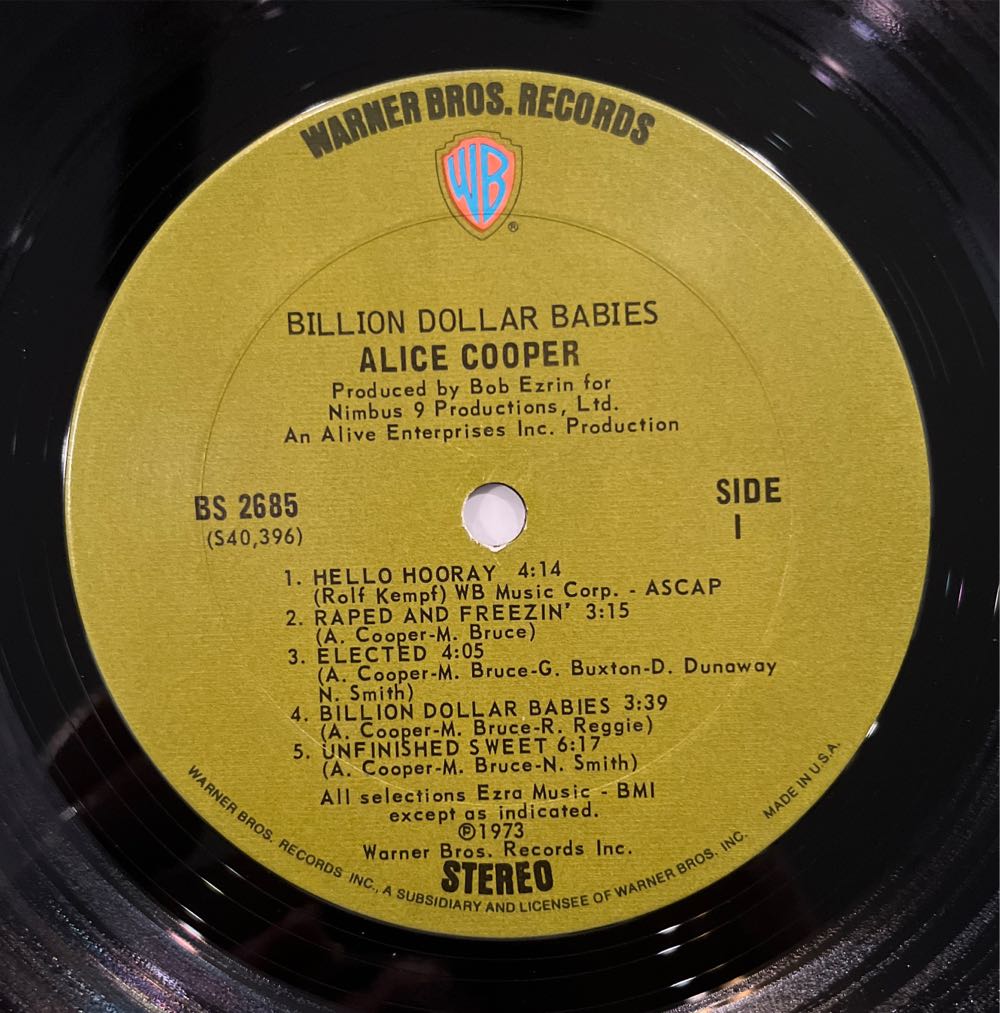 WARNER BROS. RECORDS
WB
®
BILLION DOLLAR BABIES
ALICE COOPER
Produced by Bob Ezrin for
Nimbus 9 Productions, Ltd.
An Alive Enterprises Inc. Production
BS 2685
(S40,396)
SIDE
1
1. HELLO HOORAY 4:14
(Rolf Kempf) WB Music Corp. - ASCAP
2. RAPED AND FREEZIN' 3:15
(A. Cooper-M. Bruce)
3. ELECTED 4:05
(A. Cooper-M. Bruce-G. Buxton-D. Dunaway
N. Smith)
4. BILLION DOLLAR BABIES 3:39
(A. Cooper-M. Bruce-R. Reggie)
5. UNFINISHED SWEET 6:17
(A. Cooper-M. Bruce-N. Smith)
All selections Ezra Music - BMI
except as indicated.
℗1973
Warner Bros. Records Inc.
STEREO
WARNER BROS. RECORDS INC., A SUBSIDIARY AND LICENSEE OF WARNER BROS. INC. MADE IN U.S.A.